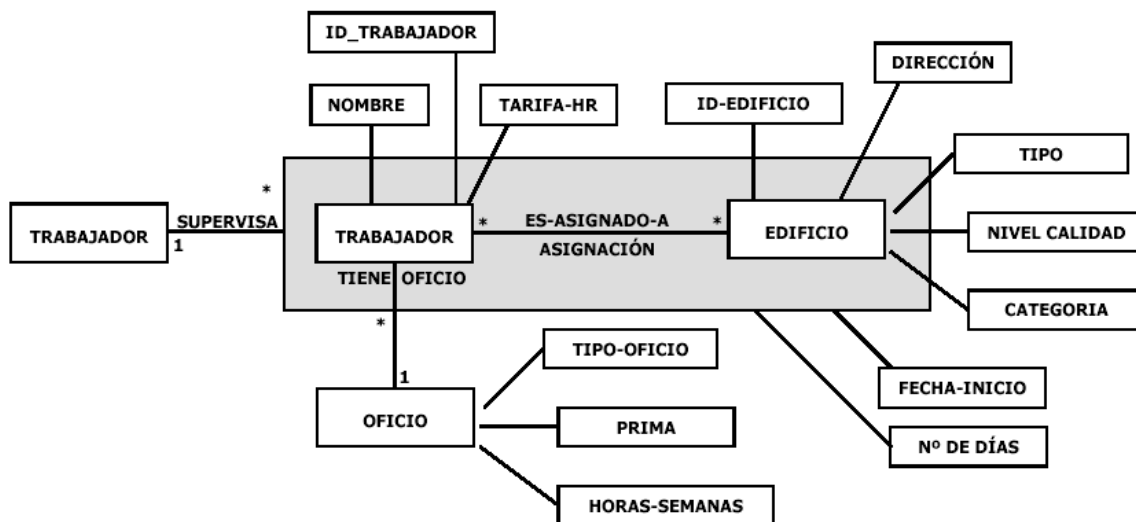 ID_TRABAJADOR
DIRECCIÓN
NOMBRE
TARIFA-HR
ID-EDIFICIO
TIPO
*
TRABAJADOR
SUPERVISA
1
TRABAJADOR
*
ES-ASIGNADO-A
*
ASIGNACIÓN
EDIFICIO
NIVEL CALIDAD
TIENE OFICIO
CATEGORIA
*
1
TIPO-OFICIO
FECHA-INICIO
OFICIO
PRIMA
Nº DE DÍAS
HORAS-SEMANAS